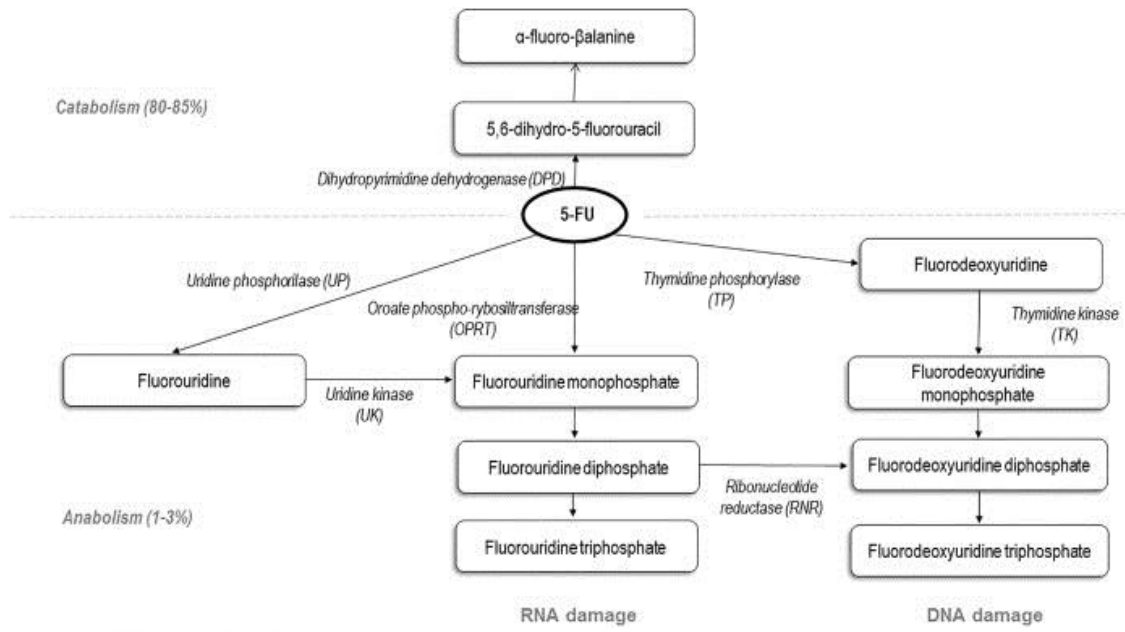 α-fluoro-βalanine
Catabolism (80-85%)
5,6-dihydro-5-fluorouracil
Dihydropyrimidine dehydrogenase (DPD)
5-FU
Fluorodeoxyuridine
Uridine phosphorilase (UP)
Thymidine phosphorylase
(TP)
Oroate phospho-rybosiltransferase
(OPRT)
Thymidine kinase
(TK)
Fluorouridine
Uridine kinase
(UK)
Fluorouridine monophosphate
Fluorodeoxyuridine
monophosphate
Fluorouridine diphosphate
Ribonucleotide
reductase (RNR)
Fluorodeoxyuridine diphosphate
Anabolism (1-3%)
Fluorouridine triphosphate
Fluorodeoxyuridine triphosphate
RNA damage
DNA damage